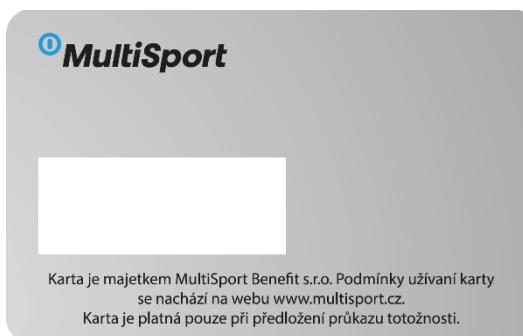 MultiSport
Karta je majetkem MultiSport Benefit s.r.o. Podmínky užívaní karty
se nachází na webu www.multisport.cz.
Karta je platná pouze při předložení průkazu totožnosti.